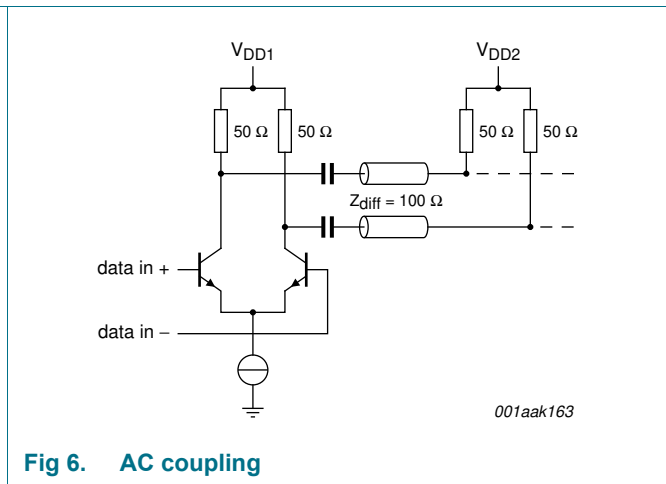 VDD1 VDD2
50 Ω 50 Ω 50 Ω 50 Ω
Zdiff = 100 Ω
data in +
data in −
001aak163
Fig 6. AC coupling